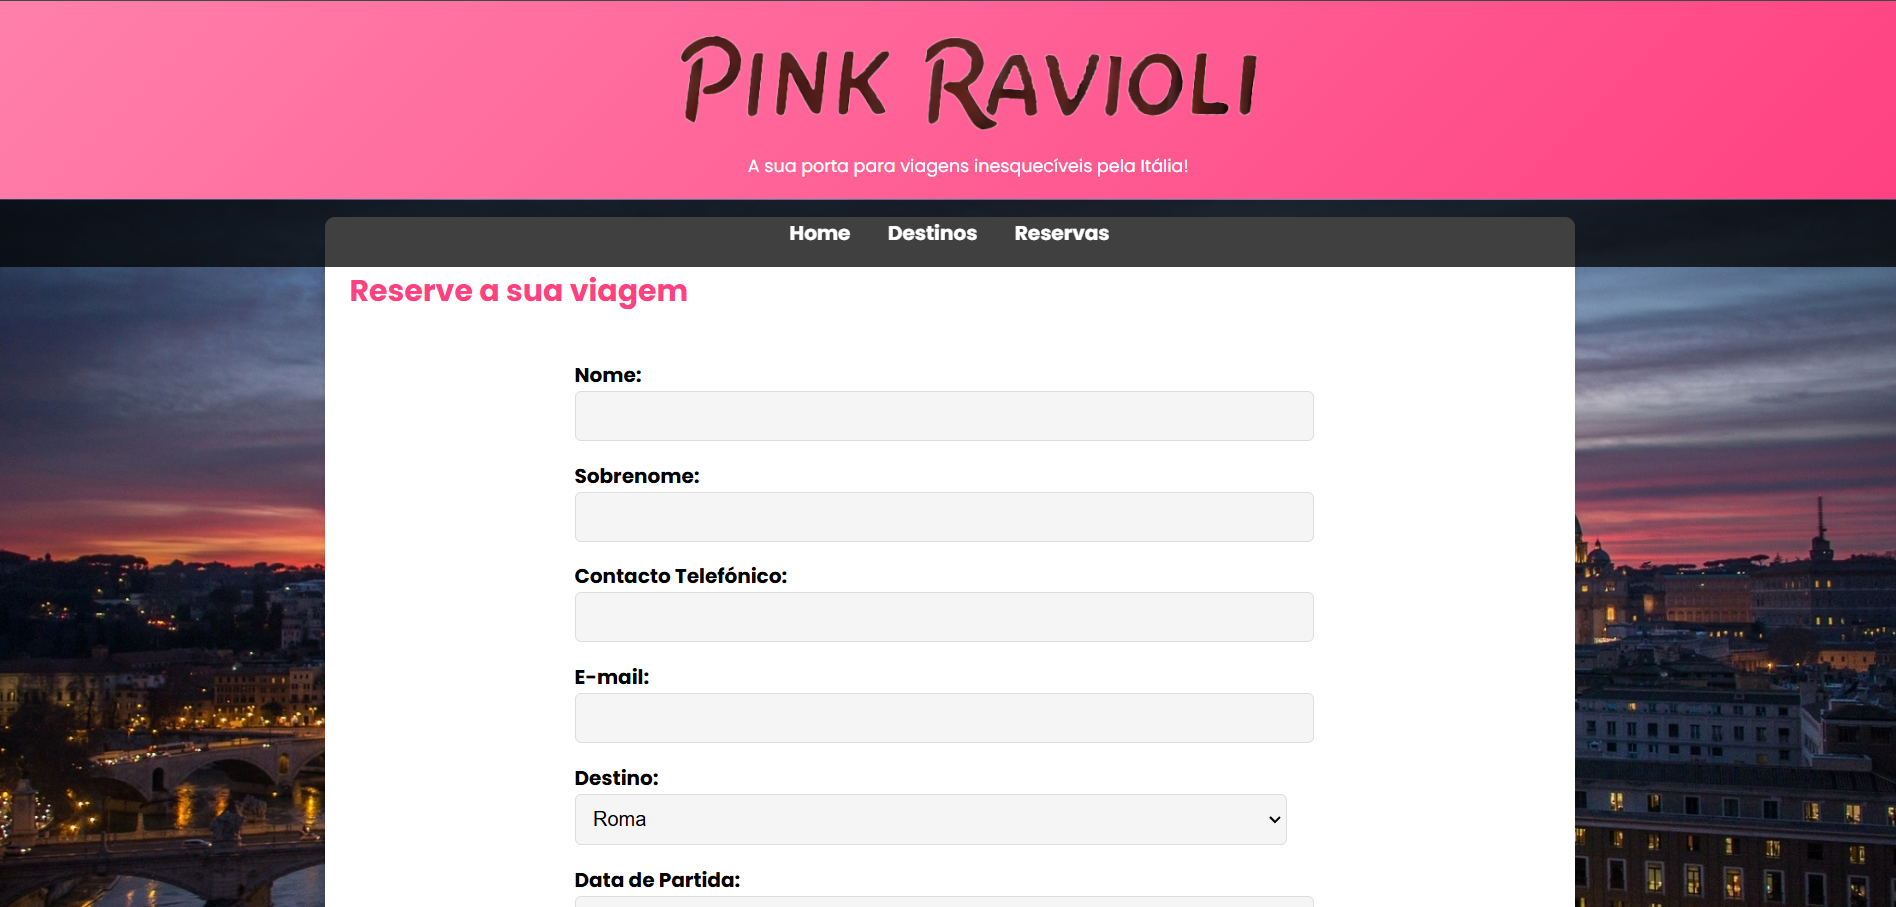 PINK RAVIOLI
A sua porta para viagens inesquecíveis pela Itália!
Home Destinos Reservas
Reserve a sua viagem
Nome:
Sobrenome:
Contacto Telefónico:
E-mail:
Destino:
Roma
Data de Partida: